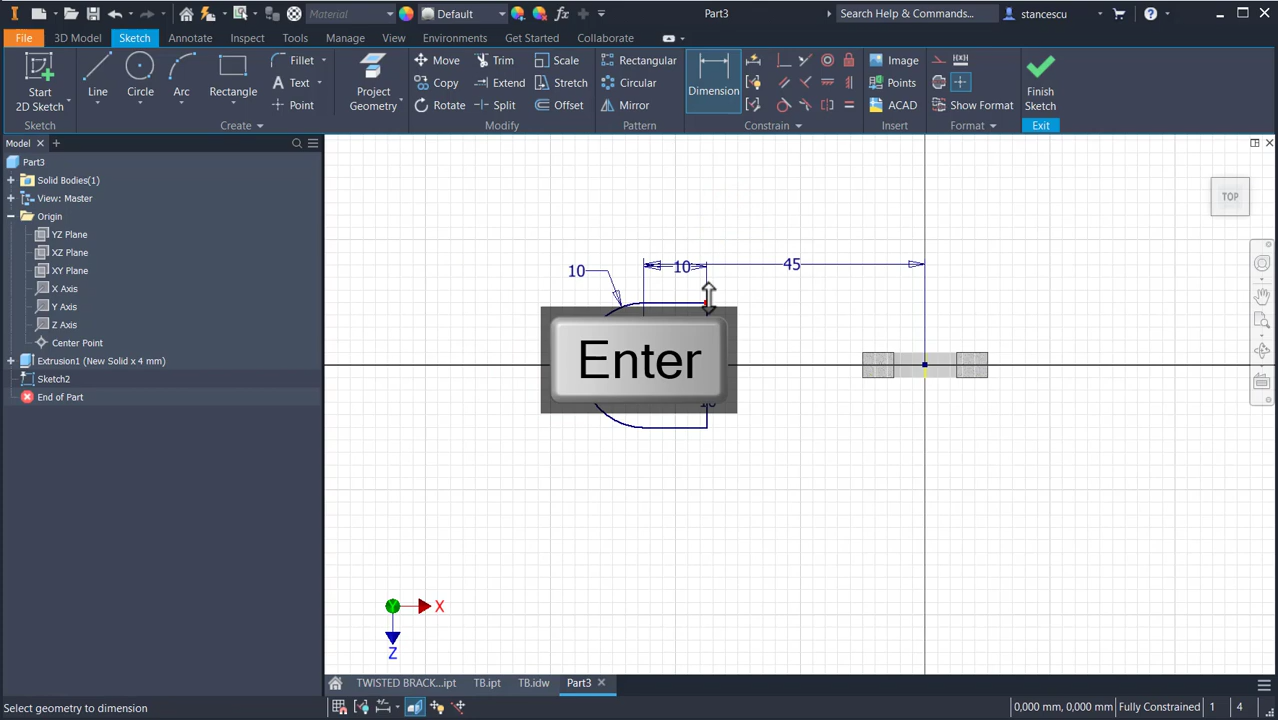 Material
Default
Part3
Search Help & Commands...
stancescu
File
3D Model
Sketch
Annotate
Inspect
Tools
Manage
View
Environments
Get Started
Collaborate
Start
2D Sketch
Line
Circle
Arc
Rectangle
Fillet
Text
Point
Project
Geometry
Move
Copy
Rotate
Trim
Extend
Split
Scale
Stretch
Offset
Rectangular
Circular
Mirror
Dimension
Image
Points
ACAD
Show Format
Finish
Sketch
Sketch
Create
Modify
Pattern
Constrain
Insert
Format
Exit
Model
Part3
Solid Bodies(1)
View: Master
Origin
YZ Plane
XZ Plane
XY Plane
X Axis
Y Axis
Z Axis
Center Point
Extrusion1 (New Solid x 4 mm)
Sketch2
End of Part
TOP
10
10
45
Enter
X
Z
TWISTED BRACK...ipt
TB.ipt
TB.idw
Part3
Select geometry to dimension
0,000 mm, 0,000 mm
Fully Constrained
1
4